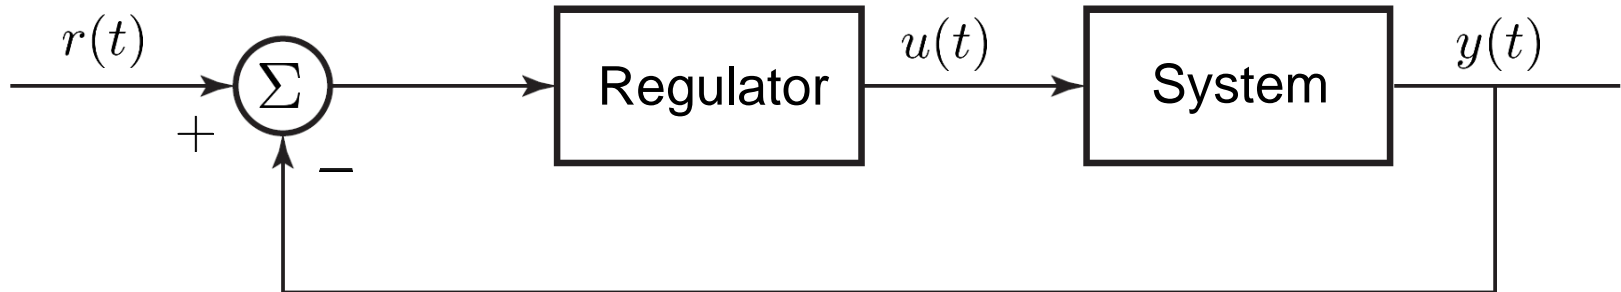 r(t)
Σ
+
−
Regulator
u(t)
System
y(t)